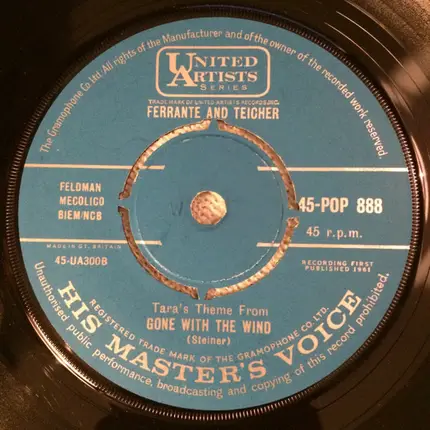 The Gramophone Co Ltd. All rights of the Manufacturer and of the owner of the recorded work reserved.
UNITED
ARTISTS
SERIES
TRADE MARK OF UNITED ARTISTS RECORDS.INC.
FERRANTE AND TEICHER
FELDMAN
MECOLICO
BIEM/NCB
45-POP 888
45 r.p.m.
MADE IN GT. BRITAIN
45-UA300B
RECORDING FIRST
PUBLISHED 1961
Tara's Theme From
GONE WITH THE WIND
(Steiner)
REGISTERED TRADE MARK OF THE GRAMOPHONE CO. LTD.
HIS MASTER'S VOICE
Unauthorised public performance, broadcasting and copying of this record prohibited.